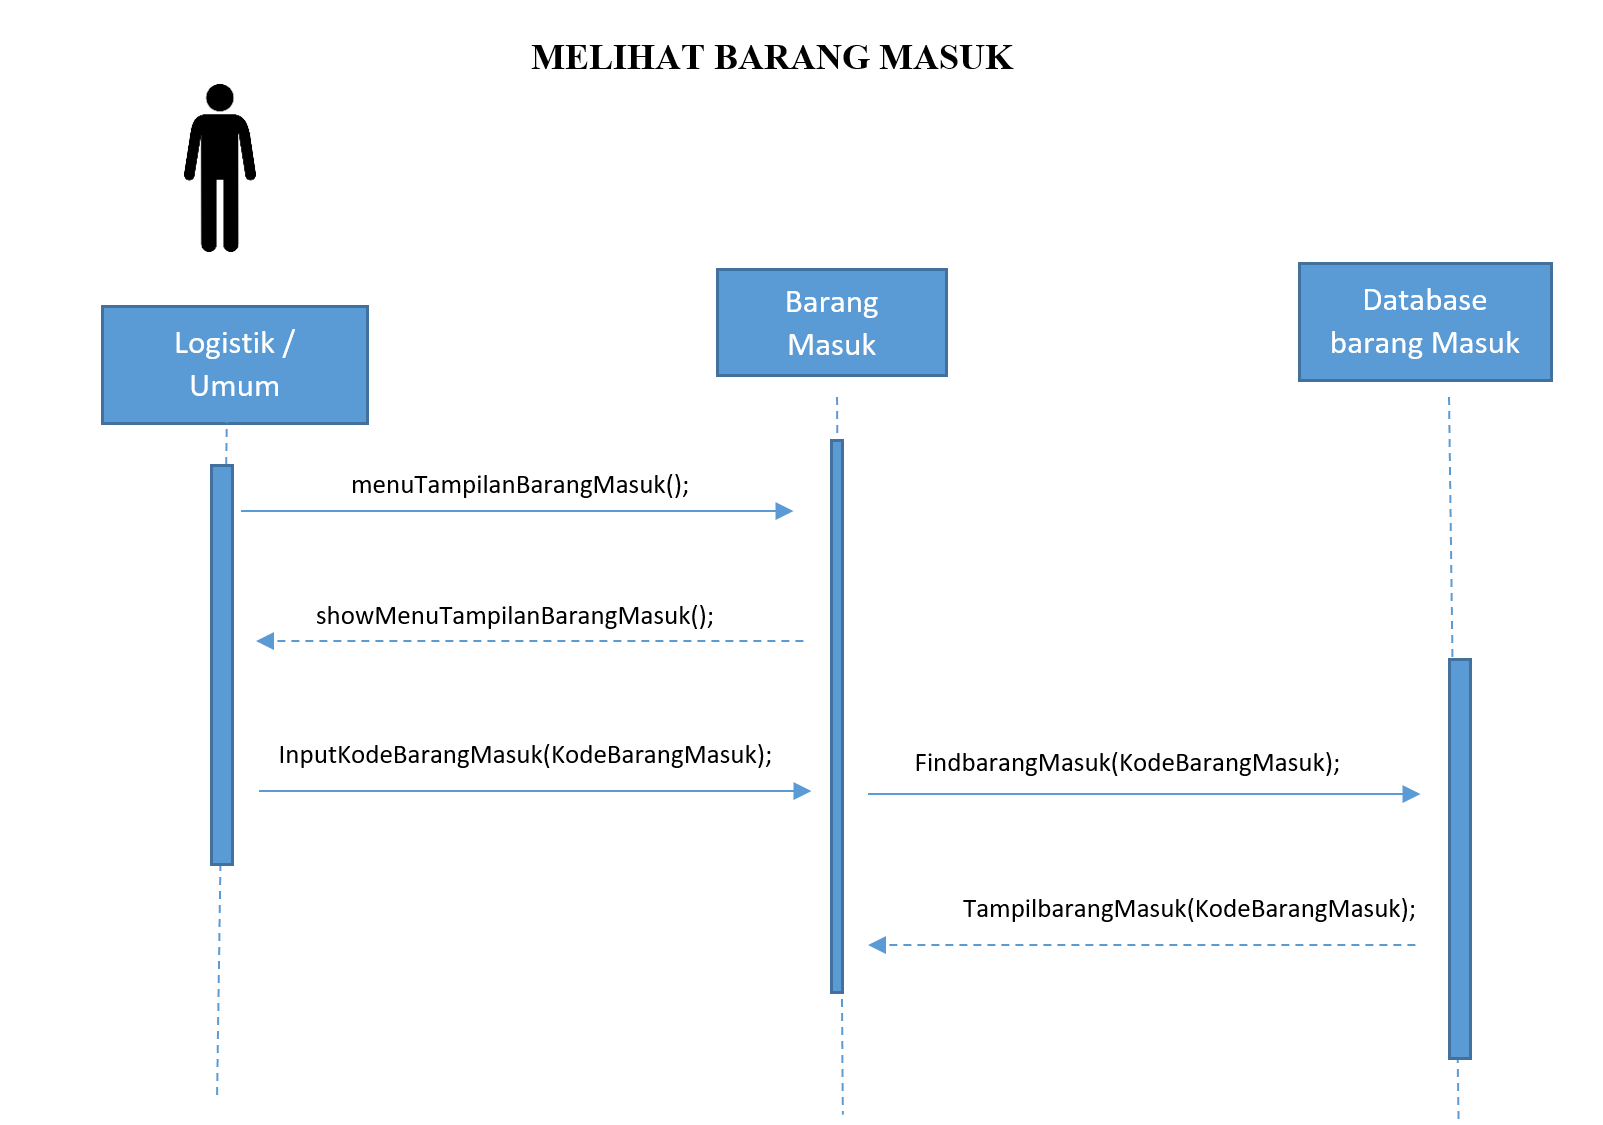 MELIHAT BARANG MASUK
Logistik /
Umum
Barang
Masuk
Database
barang Masuk
menuTampilanBarangMasuk();
showMenuTampilanBarangMasuk();
InputKodeBarangMasuk(KodeBarangMasuk);
FindbarangMasuk(KodeBarangMasuk);
TampilbarangMasuk(KodeBarangMasuk);